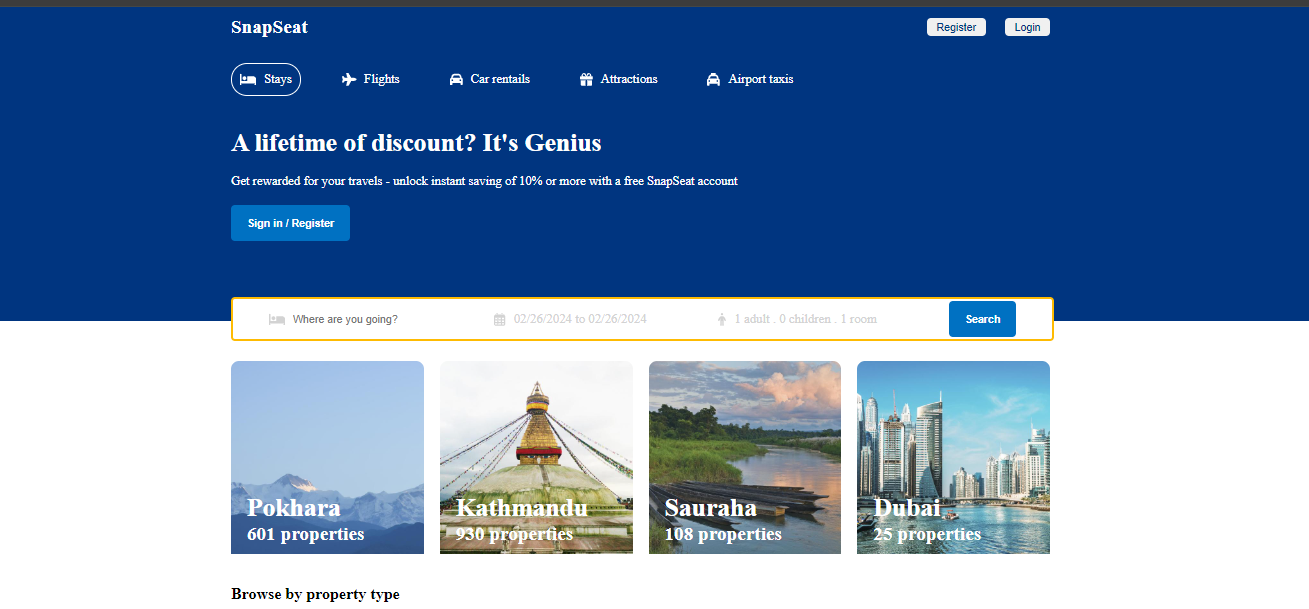 SnapSeat
Register Login
Stays Flights Car rentails Attractions Airport taxis
A lifetime of discount? It's Genius
Get rewarded for your travels - unlock instant saving of 10% or more with a free SnapSeat account
Sign in / Register
Where are you going? 02/26/2024 to 02/26/2024 1 adult . 0 children . 1 room Search
Pokhara Kathmandu Sauraha Dubai
601 properties 930 properties 108 properties 25 properties
Browse by property type